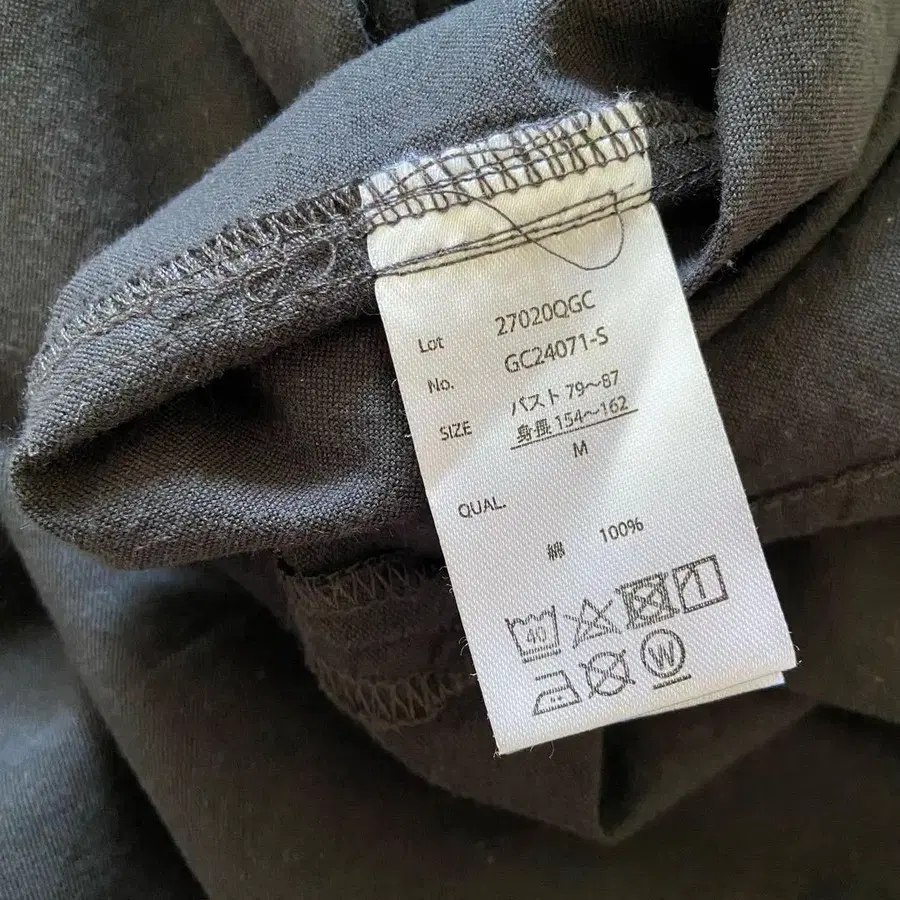 Lot 27020QGC
No. GC24071-S
SIZE バスト 79〜87
身長 154〜162
M
QUAL.
綿 100%
40
W